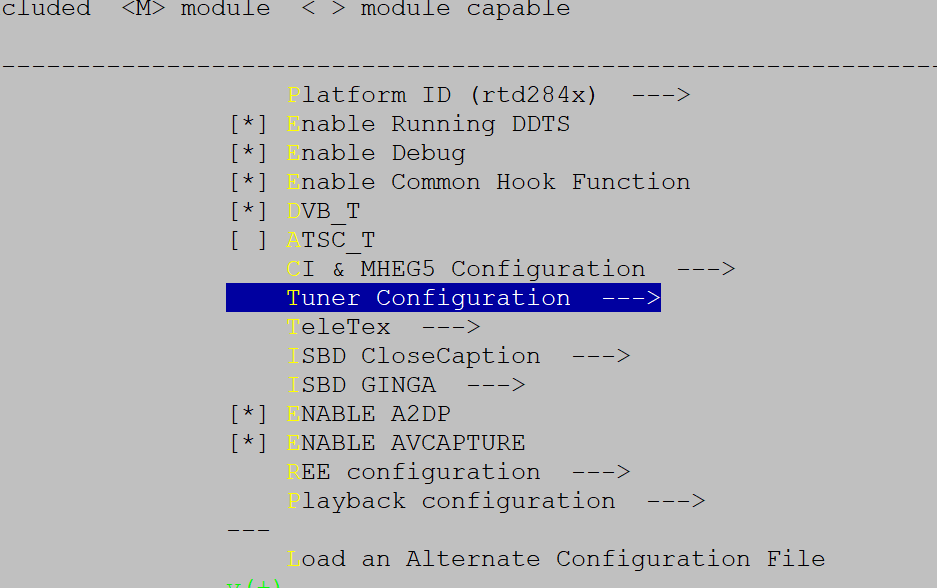 cluded <M> module < > module capable
--------------------------------------------------------------
Platform ID (rtd284x) --->
[*] Enable Running DDTS
[*] Enable Debug
[*] Enable Common Hook Function
[*] DVB_T
[ ] ATSC_T
CI & MHEG5 Configuration --->
Tuner Configuration --->
TeleTex --->
ISBD CloseCaption --->
ISBD GINGA --->
[*] ENABLE A2DP
[*] ENABLE AVCAPTURE
REE configuration --->
Playback configuration --->
---
Load an Alternate Configuration File
v(+)